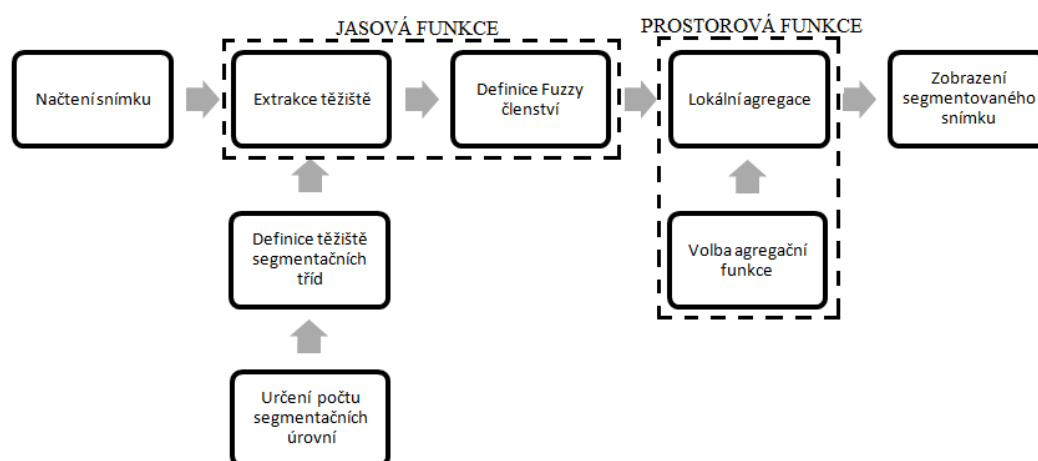 JASOVÁ FUNKCE
PROSTOROVÁ FUNKCE
Načtení snímku
Extrakce těžiště
Definice Fuzzy
členství
Lokální agregace
Zobrazení
segmentovaného
snímku
Definice těžiště
segmentačních
tříd
Volba agregační
funkce
Určení počtu
segmentačních
úrovní